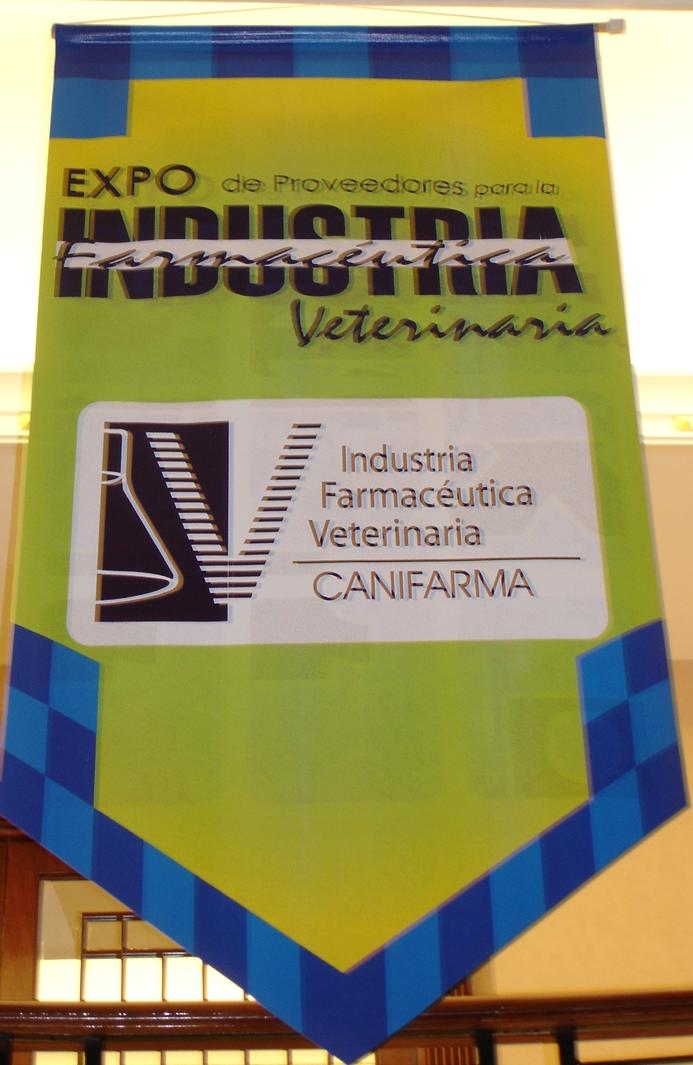 EXPO de Proveedores para la
INDUSTRIA
Farmacéutica
Veterinaria
Industria
Farmacéutica
Veterinaria
CANIFARMA